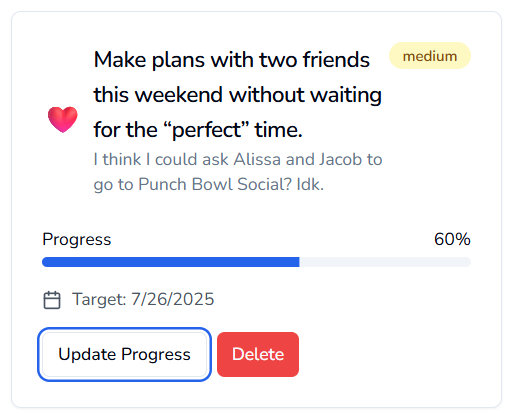 Make plans with two friends
this weekend without waiting
for the “perfect” time.
medium
I think I could ask Alissa and Jacob to
go to Punch Bowl Social? Idk.
Progress
60%
Target: 7/26/2025
Update Progress
Delete